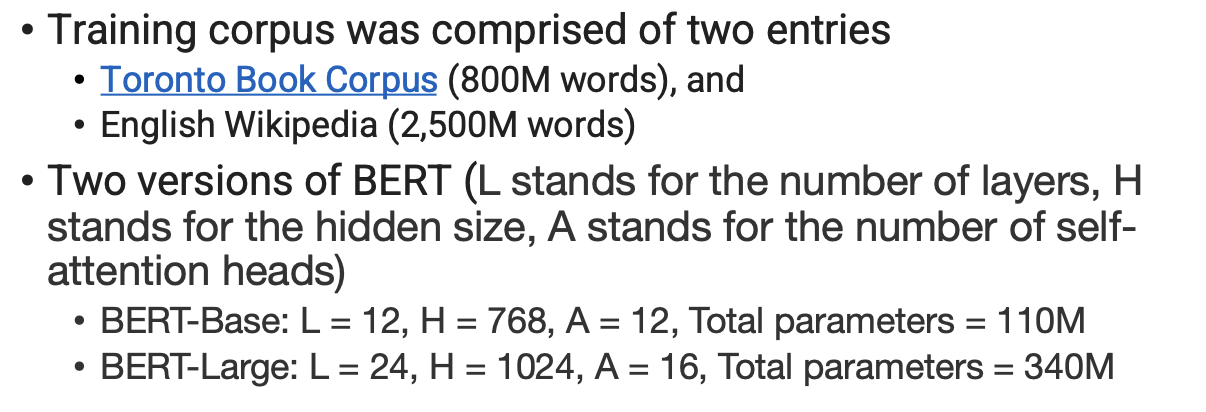 • Training corpus was comprised of two entries
• Toronto Book Corpus (800M words), and
• English Wikipedia (2,500M words)
• Two versions of BERT (L stands for the number of layers, H
stands for the hidden size, A stands for the number of self-
attention heads)
• BERT-Base: L = 12, H = 768, A = 12, Total parameters = 110M
• BERT-Large: L = 24, H = 1024, A = 16, Total parameters = 340M